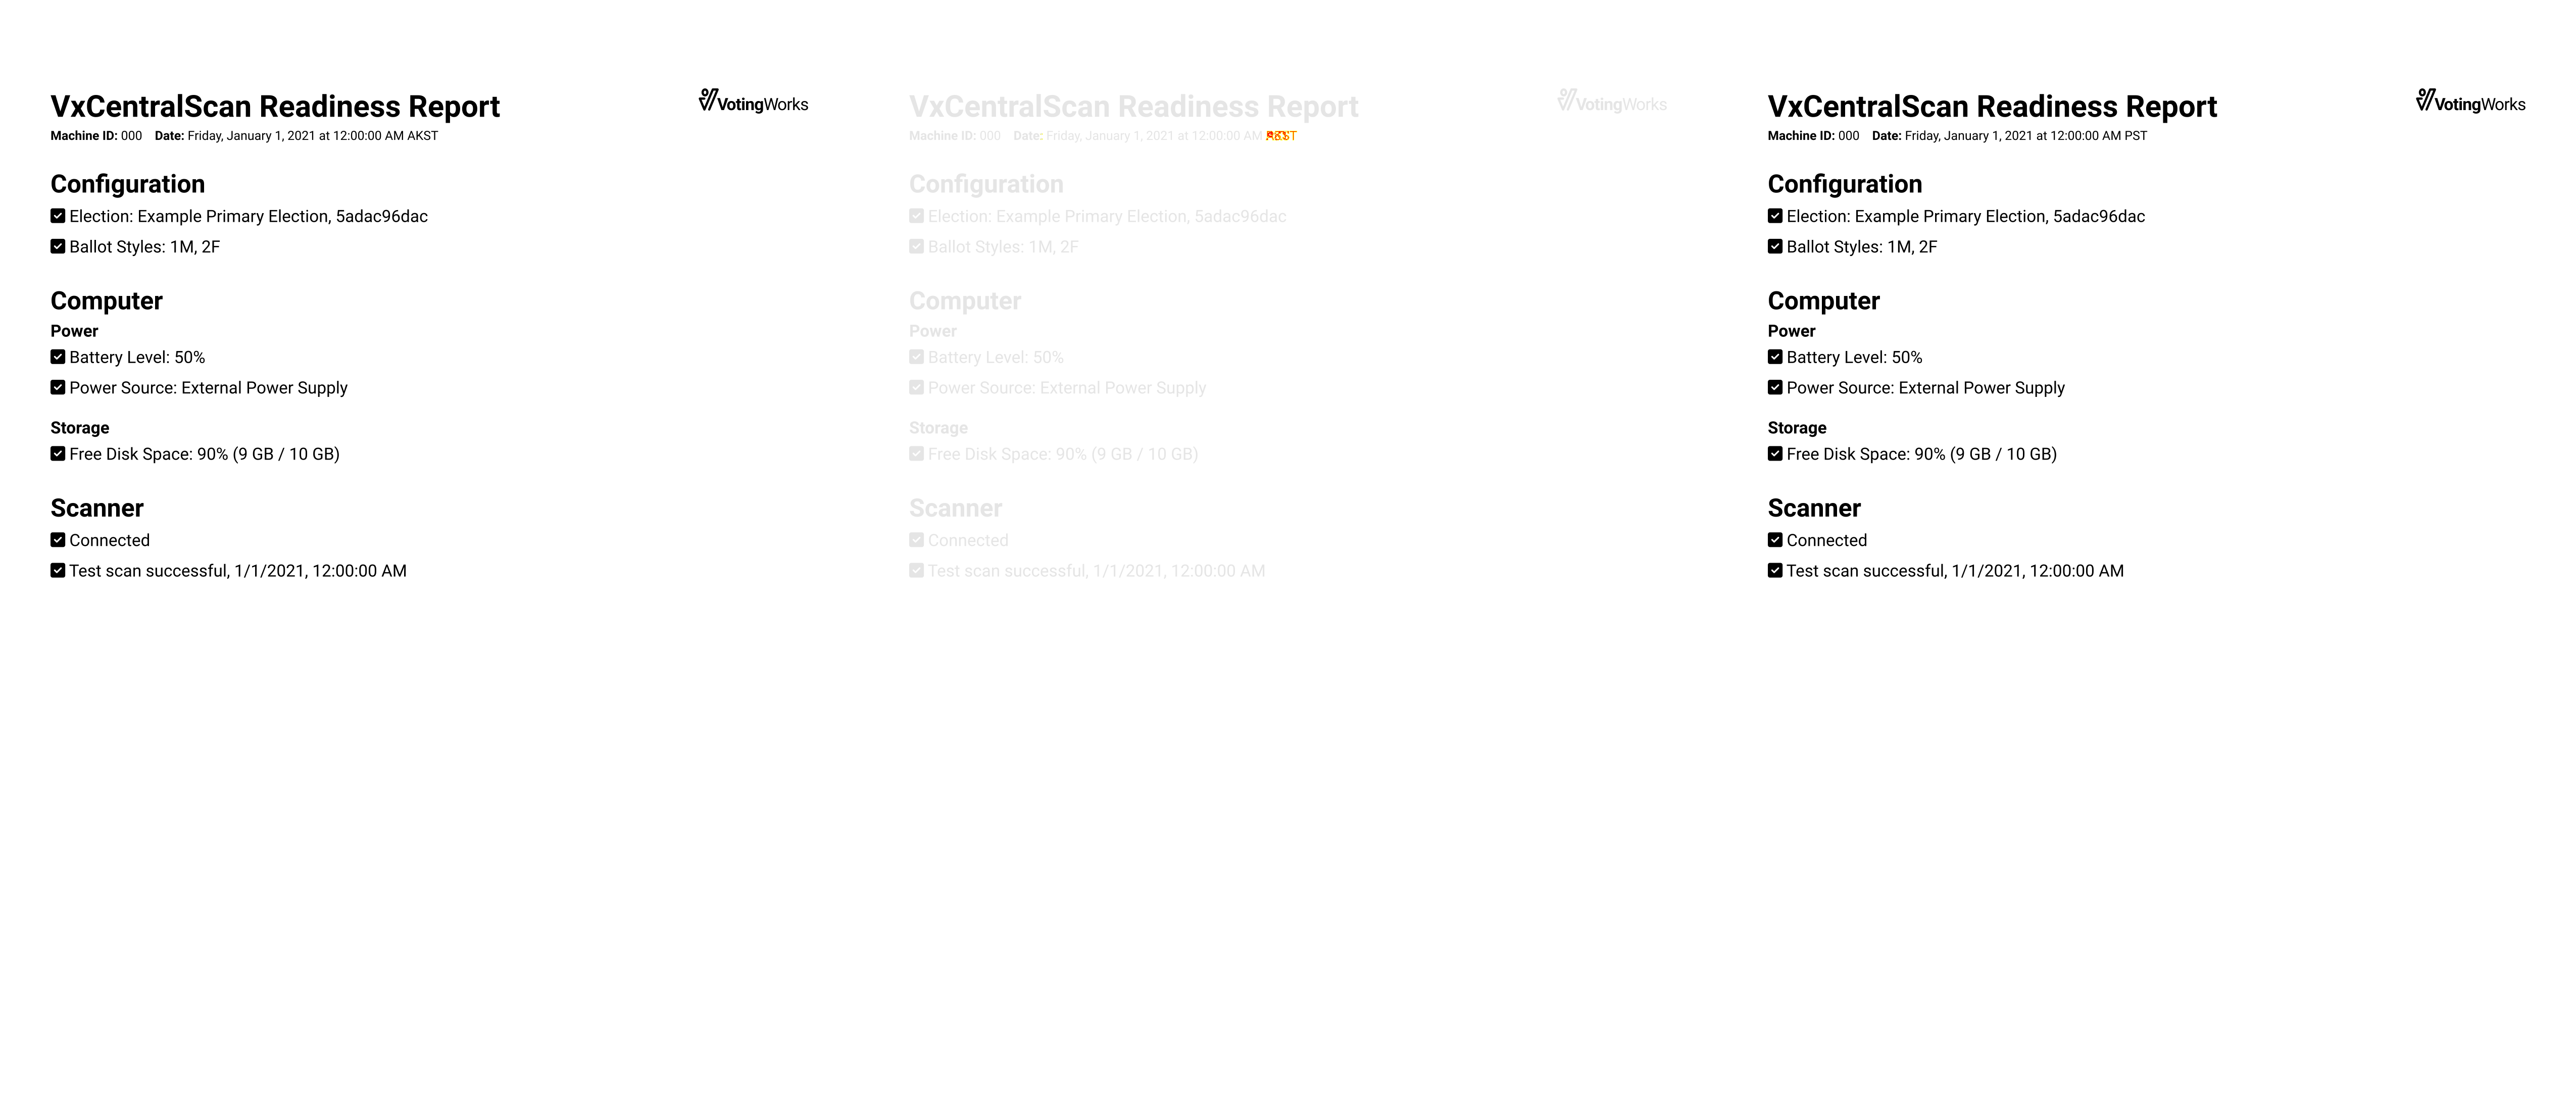 VxCentralScan Readiness Report
VotingWorks
Machine ID: 000 Date: Friday, January 1, 2021 at 12:00:00 AM AKST
Configuration
Election: Example Primary Election, 5adac96dac
Ballot Styles: 1M, 2F
Computer
Power
Battery Level: 50%
Power Source: External Power Supply
Storage
Free Disk Space: 90% (9 GB / 10 GB)
Scanner
Connected
Test scan successful, 1/1/2021, 12:00:00 AM
VxCentralScan Readiness Report
VotingWorks
Machine ID: 000 Date: Friday, January 1, 2021 at 12:00:00 AM
Configuration
Election: Example Primary Election, 5adac96dac
Ballot Styles: 1M, 2F
Computer
Power
Battery Level: 50%
Power Source: External Power Supply
Storage
Free Disk Space: 90% (9 GB / 10 GB)
Scanner
Connected
Test scan successful, 1/1/2021, 12:00:00 AM
VxCentralScan Readiness Report
VotingWorks
Machine ID: 000 Date: Friday, January 1, 2021 at 12:00:00 AM PST
Configuration
Election: Example Primary Election, 5adac96dac
Ballot Styles: 1M, 2F
Computer
Power
Battery Level: 50%
Power Source: External Power Supply
Storage
Free Disk Space: 90% (9 GB / 10 GB)
Scanner
Connected
Test scan successful, 1/1/2021, 12:00:00 AM